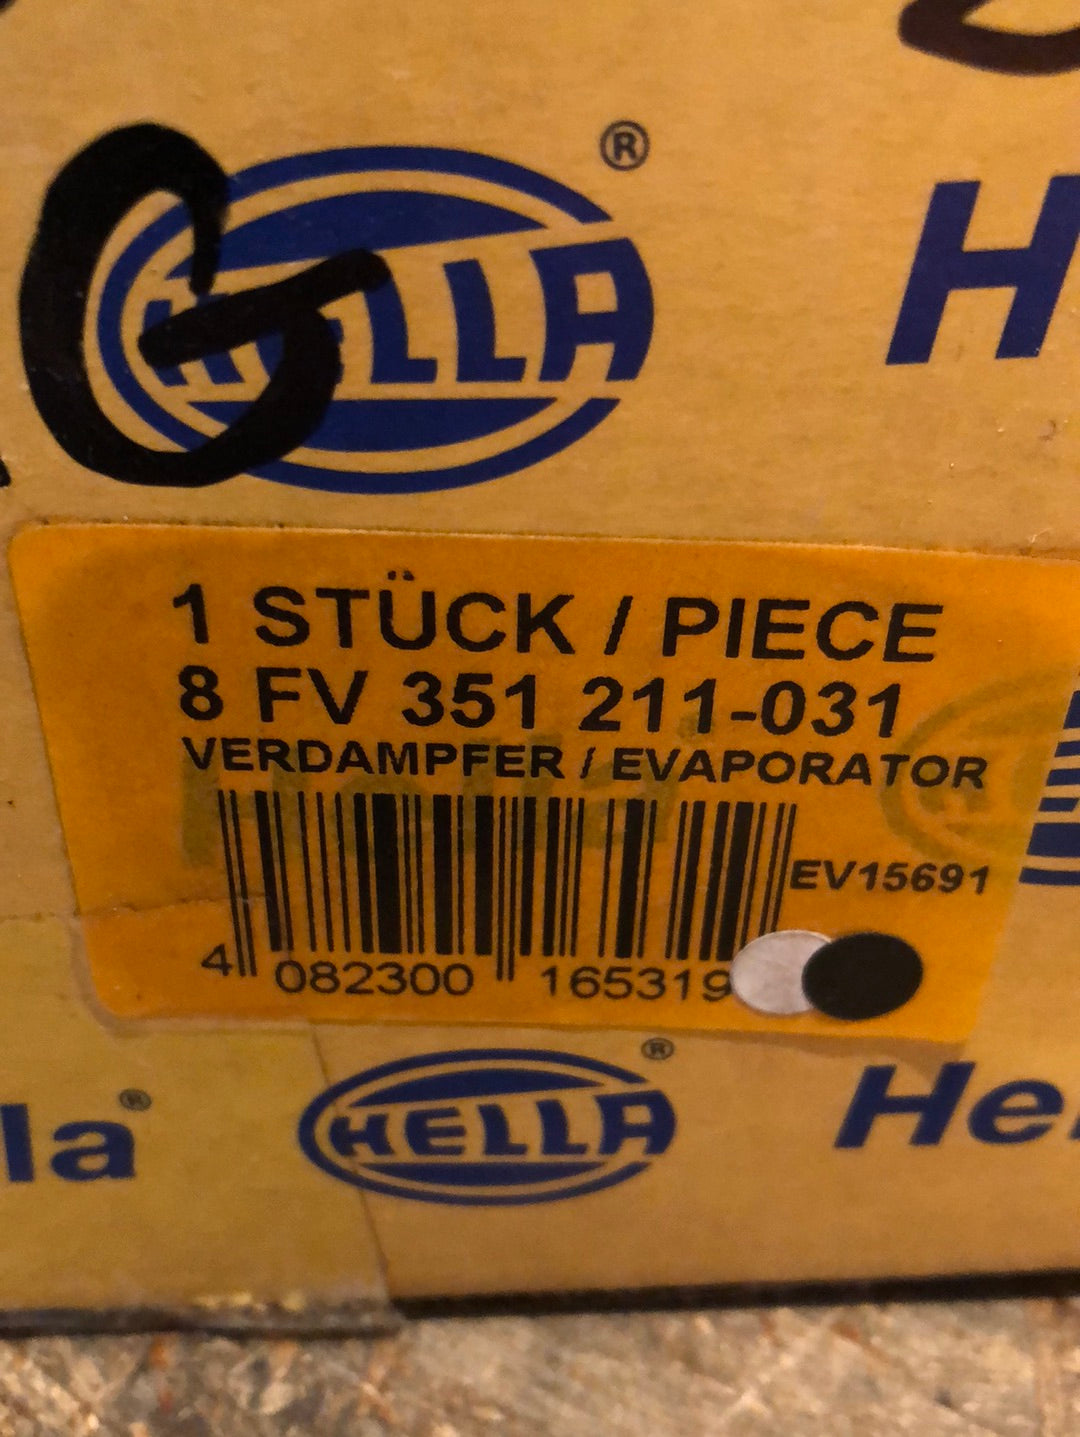 G
®
HELLA
H
1 STÜCK / PIECE
8 FV 351 211-031
VERDAMPFER / EVAPORATOR
EV15691
4 082300 165319
la®
HELLA ®
He